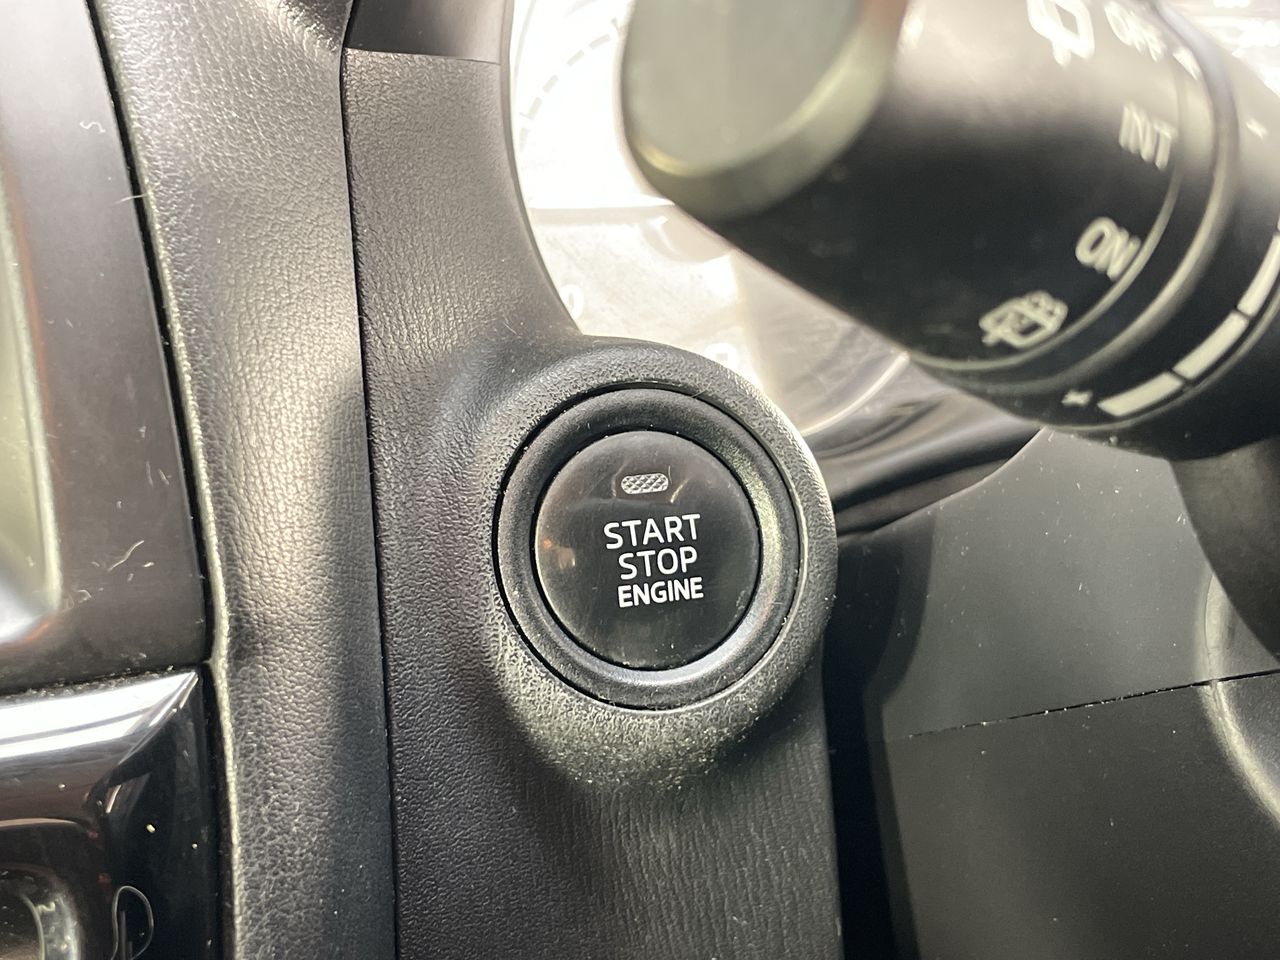 OFF
INT
ON
START
STOP
ENGINE